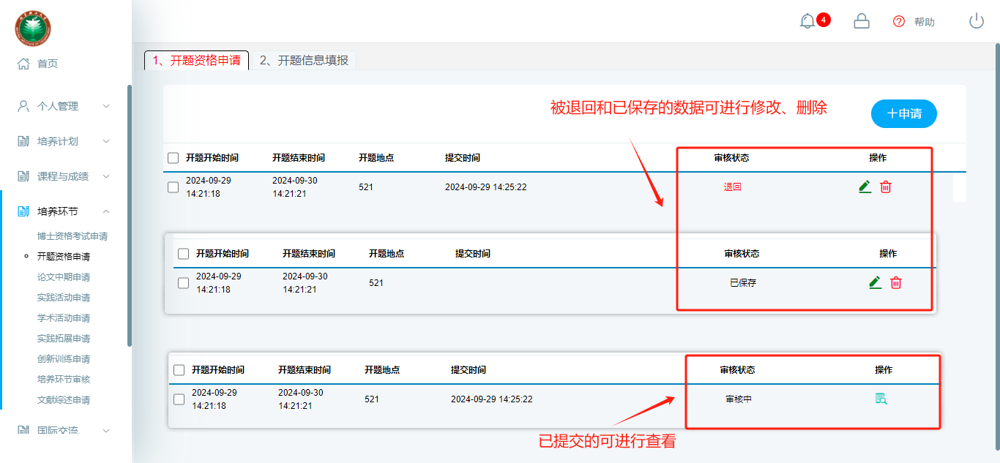 4
帮助
首页
个人管理
培养计划
课程与成绩
培养环节
博士资格考试申请
开题资格申请
论文中期申请
实践活动申请
学术活动申请
实践拓展申请
创新训练申请
培养环节审核
文献综述申请
国际交流
1、开题资格申请 2、开题信息填报
被退回和已保存的数据可进行修改、删除
十申请
开题开始时间 开题结束时间 开题地点 提交时间 审核状态 操作
2024-09-29 14:21:18 2024-09-30 14:21:21 521 2024-09-29 14:25:22 退回
开题开始时间 开题结束时间 开题地点 提交时间 审核状态 操作
2024-09-29 14:21:18 2024-09-30 14:21:21 521 已保存
开题开始时间 开题结束时间 开题地点 提交时间 审核状态 操作
2024-09-29 14:21:18 2024-09-30 14:21:21 521 2024-09-29 14:25:22 审核中
已提交的可进行查看